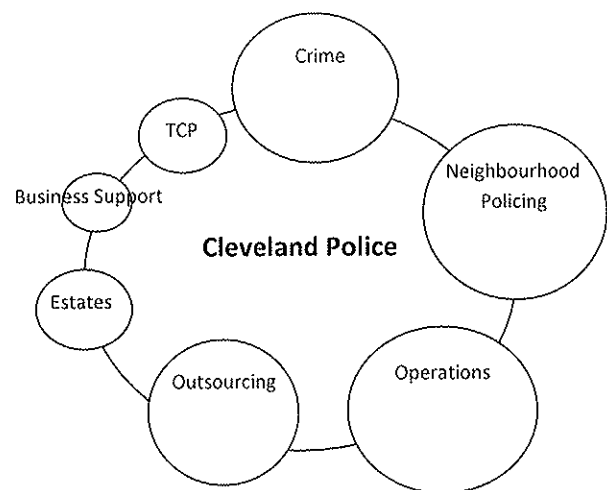 Crime
TCP
Neighbourhood
Policing
Business Support
Cleveland Police
Estates
Outsourcing
Operations